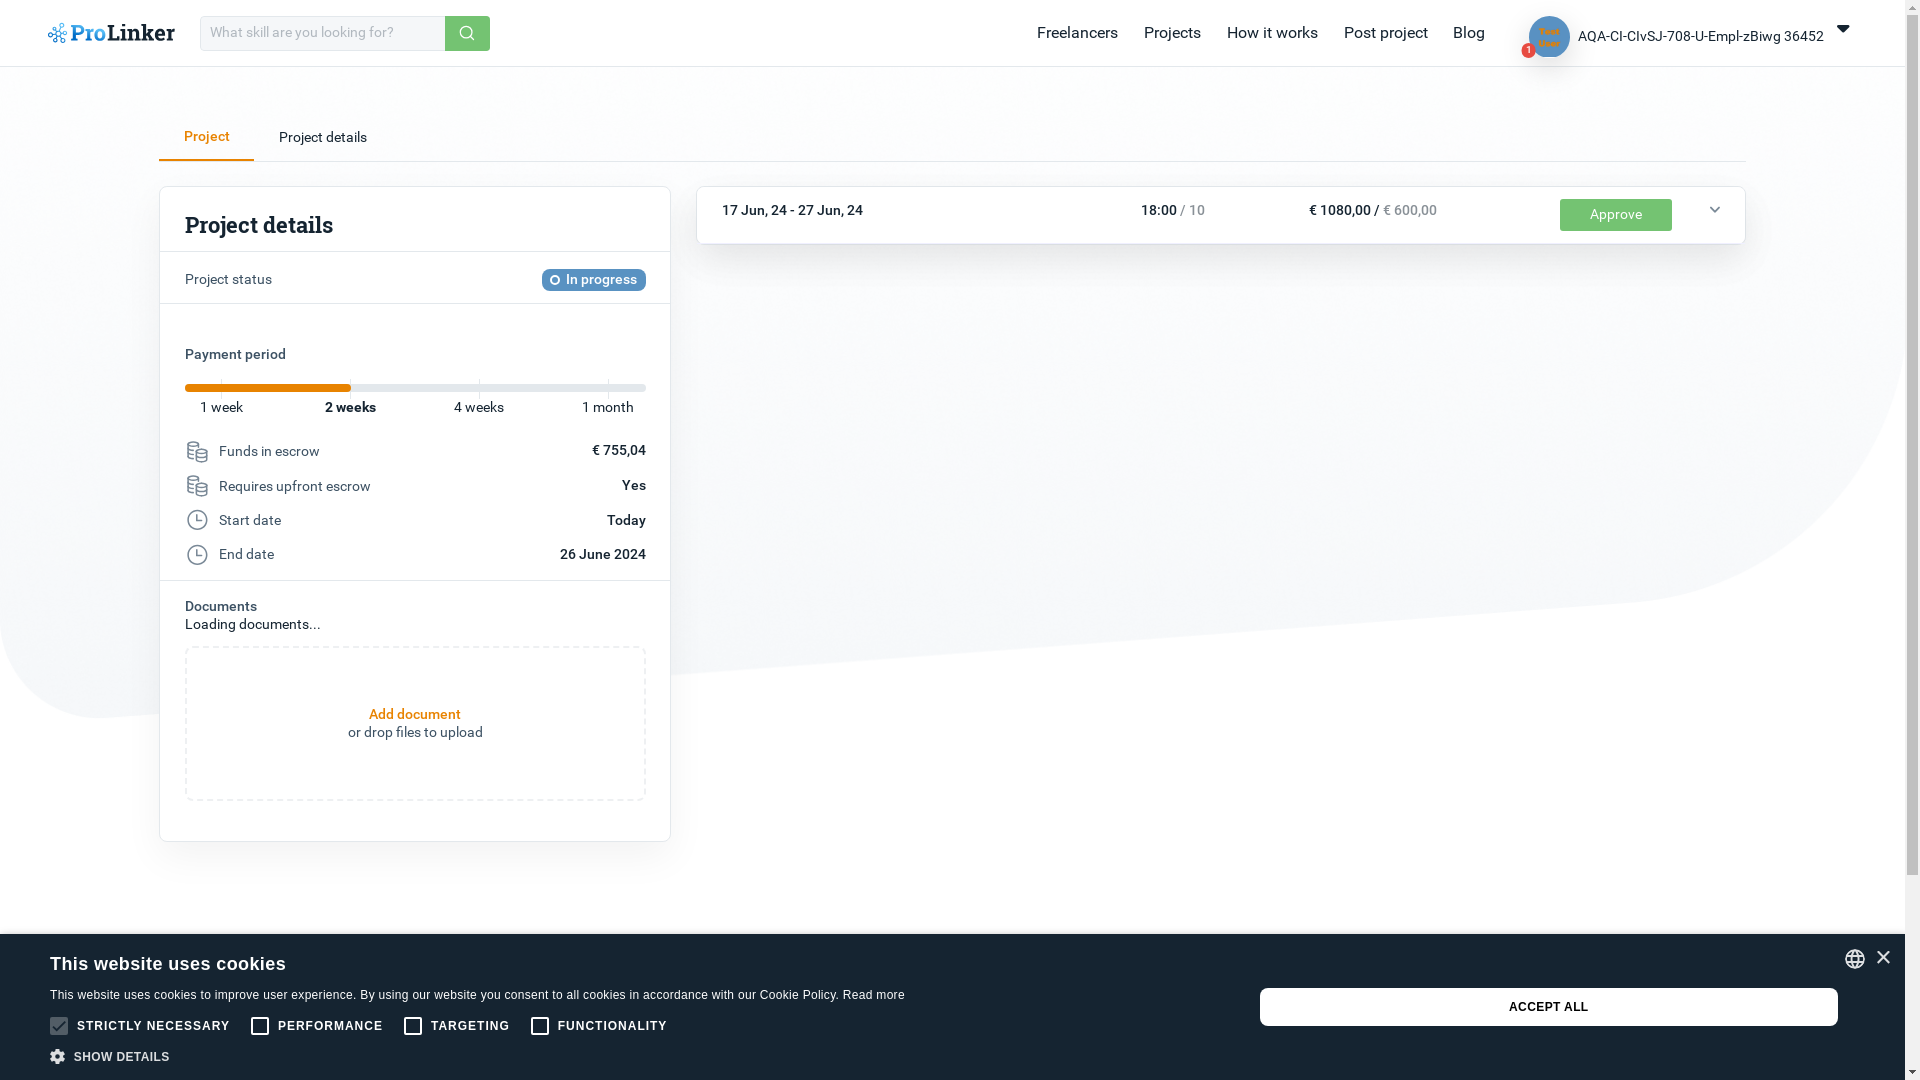 ProLinker
What skill are you looking for?
Freelancers
Projects
How it works
Post project
Blog
Test
User
1
AQA-CI-CIvSJ-708-U-Empl-zBiwg 36452
Project
Project details
Project details
Project status
In progress
Payment period
1 week
2 weeks
4 weeks
1 month
Funds in escrow
€ 755,04
Requires upfront escrow
Yes
Start date
Today
End date
26 June 2024
Documents
Loading documents...
Add document
or drop files to upload
17 Jun, 24 - 27 Jun, 24
18:00 / 10
€ 1080,00 / € 600,00
Approve
This website uses cookies
This website uses cookies to improve user experience. By using our website you consent to all cookies in accordance with our Cookie Policy. Read more
STRICTLY NECESSARY
PERFORMANCE
TARGETING
FUNCTIONALITY
SHOW DETAILS
ACCEPT ALL